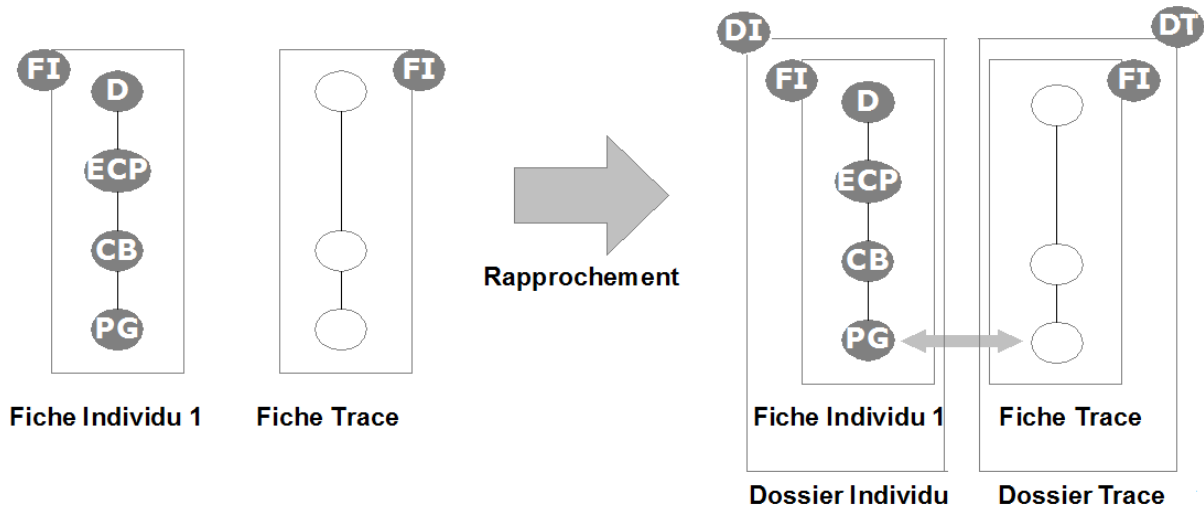 DI
DT
FI
FI
FI
FI
D
D
ECP
ECP
CB
CB
Rapprochement
PG
PG
Fiche Individu 1
Fiche Trace
Fiche Individu 1
Fiche Trace
Dossier Individu
Dossier Trace